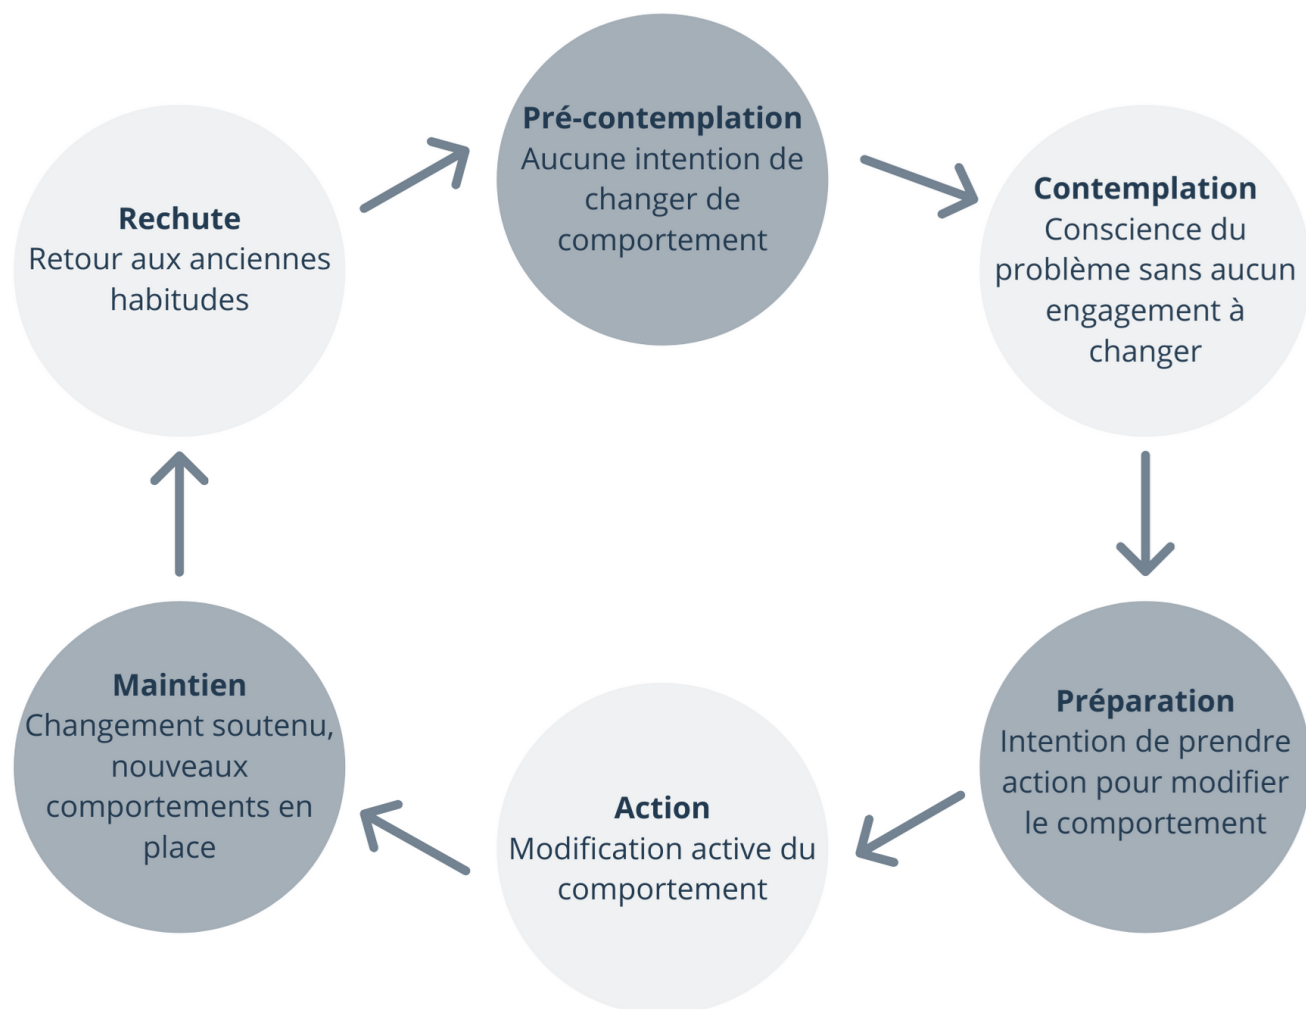 Pré-contemplation
Aucune intention de
changer de
comportement
Contemplation
Conscience du
problème sans aucun
engagement à
changer
Préparation
Intention de prendre
action pour modifier
le comportement
Action
Modification active du
comportement
Maintien
Changement soutenu,
nouveaux
comportements en
place
Rechute
Retour aux anciennes
habitudes